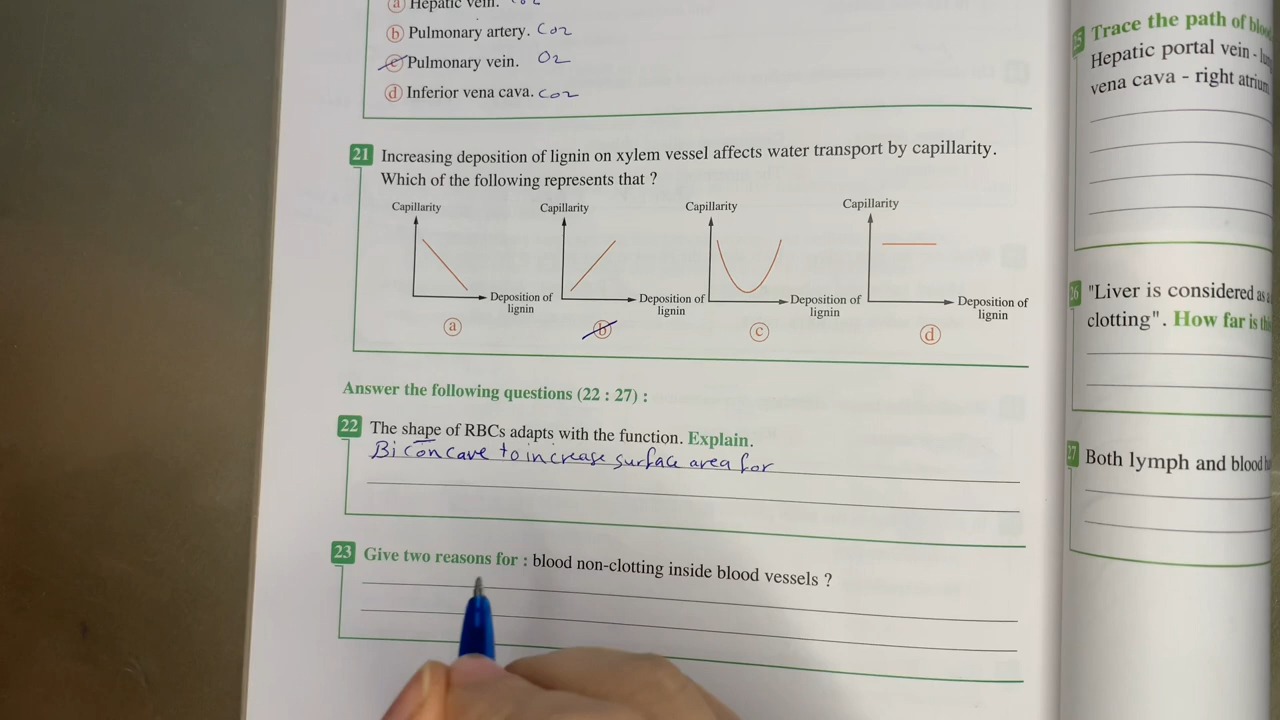 a Hepatic vein. Co2
b Pulmonary artery. Co2
c Pulmonary vein. O2
d Inferior vena cava. Co2
21 Increasing deposition of lignin on xylem vessel affects water transport by capillarity.
Which of the following represents that ?
Capillarity Capillarity Capillarity Capillarity
Deposition of lignin Deposition of lignin Deposition of lignin Deposition of lignin
a b c d
Answer the following questions (22 : 27) :
22 The shape of RBCs adapts with the function. Explain.
Biconcave to increase surface area for
23 Give two reasons for : blood non-clotting inside blood vessels ?
Trace the path of
Hepatic portal vein -
vena cava - right
26 "Liver is considered as
clotting". How far is
27 Both lymph and blood